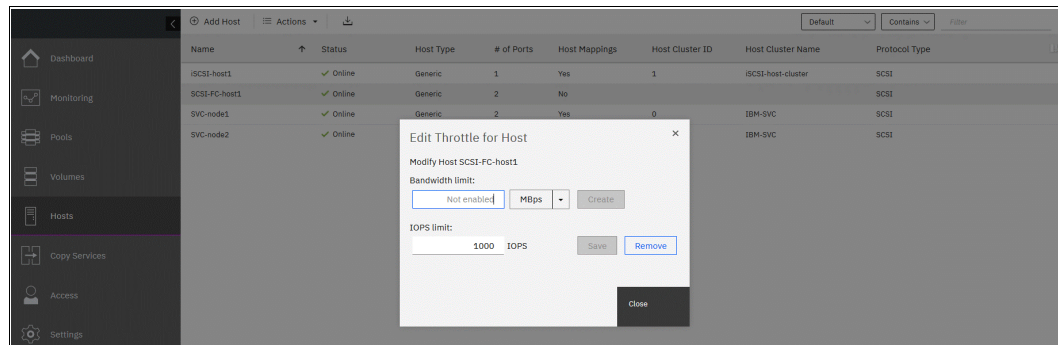 Add Host Actions Default Contains Filter
Name Status Host Type # of Ports Host Mappings Host Cluster ID Host Cluster Name Protocol Type
iSCSI-host1 Online Generic 1 Yes 1 iSCSI-host-cluster SCSI
SCSI-FC-host1 Online Generic 2 No SCSI
SVC-node1 Online Generic 2 Yes 0 IBM-SVC SCSI
SVC-node2 Online IBM-SVC SCSI
Dashboard
Monitoring
Pools
Volumes
Hosts
Copy Services
Access
Settings
Edit Throttle for Host
Modify Host SCSI-FC-host1
Bandwidth limit:
Not enabled MBps Create
IOPS limit:
1000 IOPS Save Remove
Close